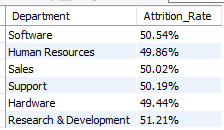 Department Attrition_Rate
Software 50.54%
Human Resources 49.86%
Sales 50.02%
Support 50.19%
Hardware 49.44%
Research & Development 51.21%